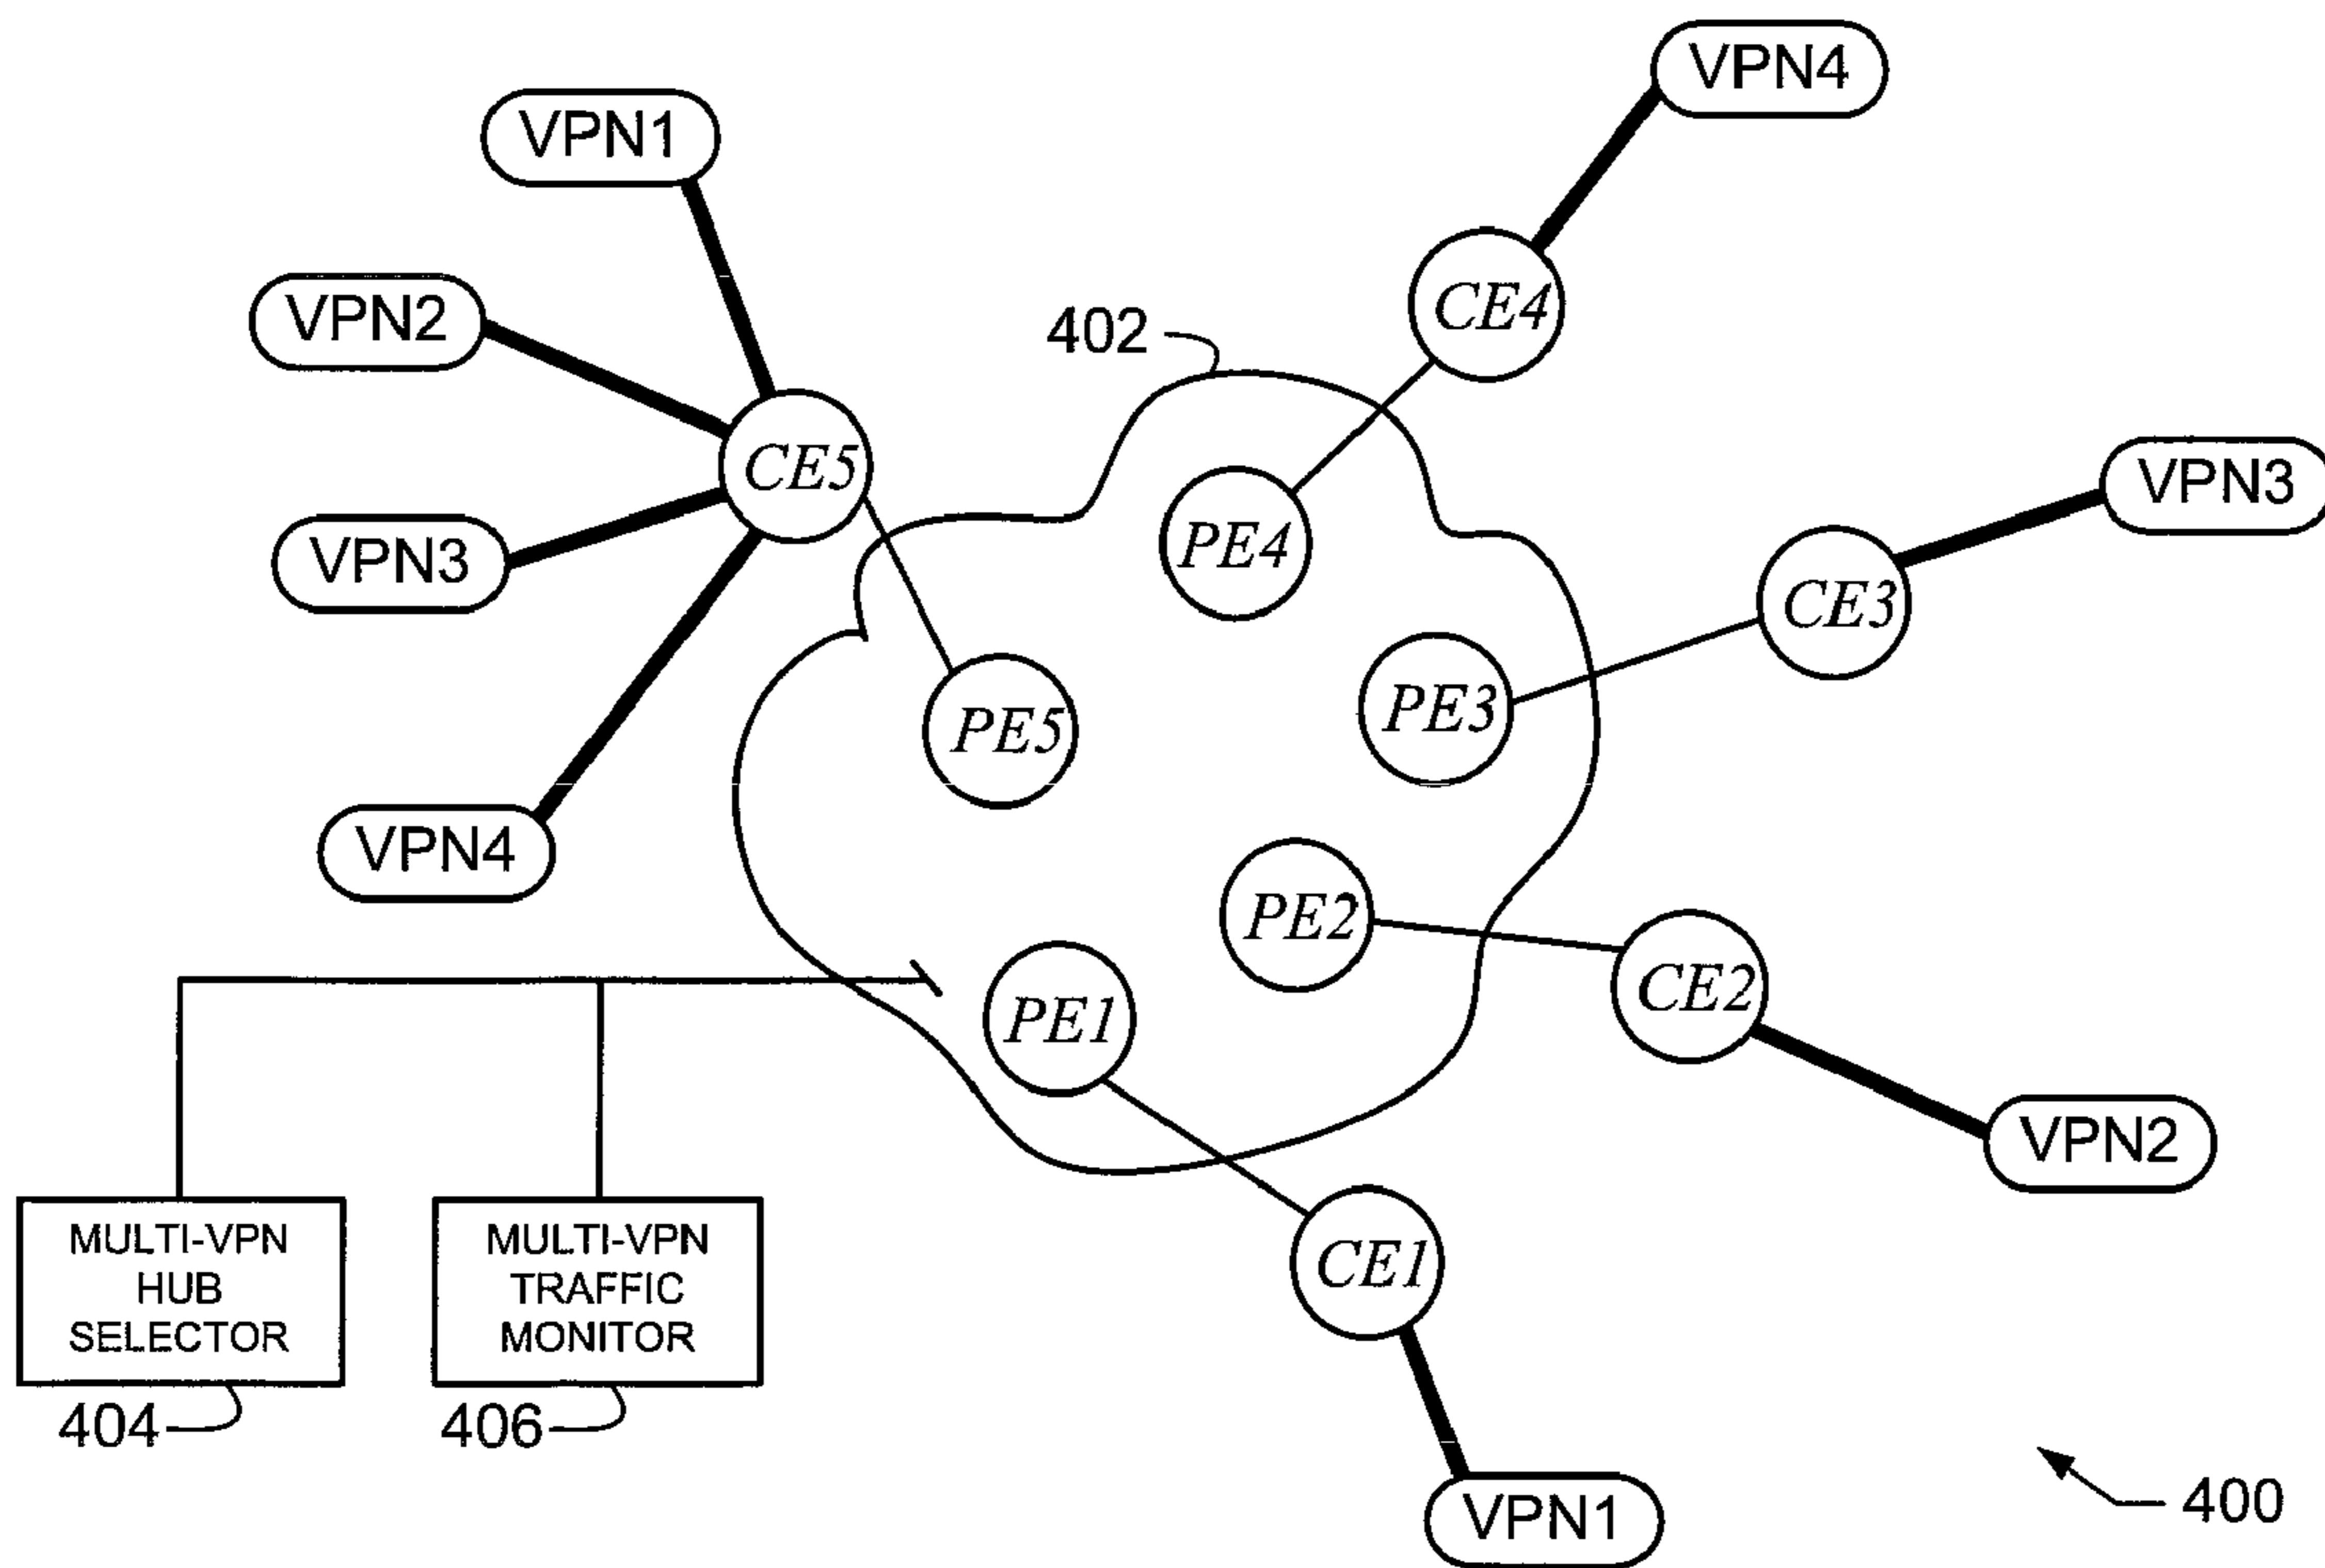 VPN4
VPN1
VPN2
402
CE4
CE5
VPN3
VPN3
PE4
CE3
PE3
PE5
VPN4
PE2
CE2
PE1
VPN2
MULTI-VPN
HUB
SELECTOR
MULTI-VPN
TRAFFIC
MONITOR
CE1
404
406
VPN1
400